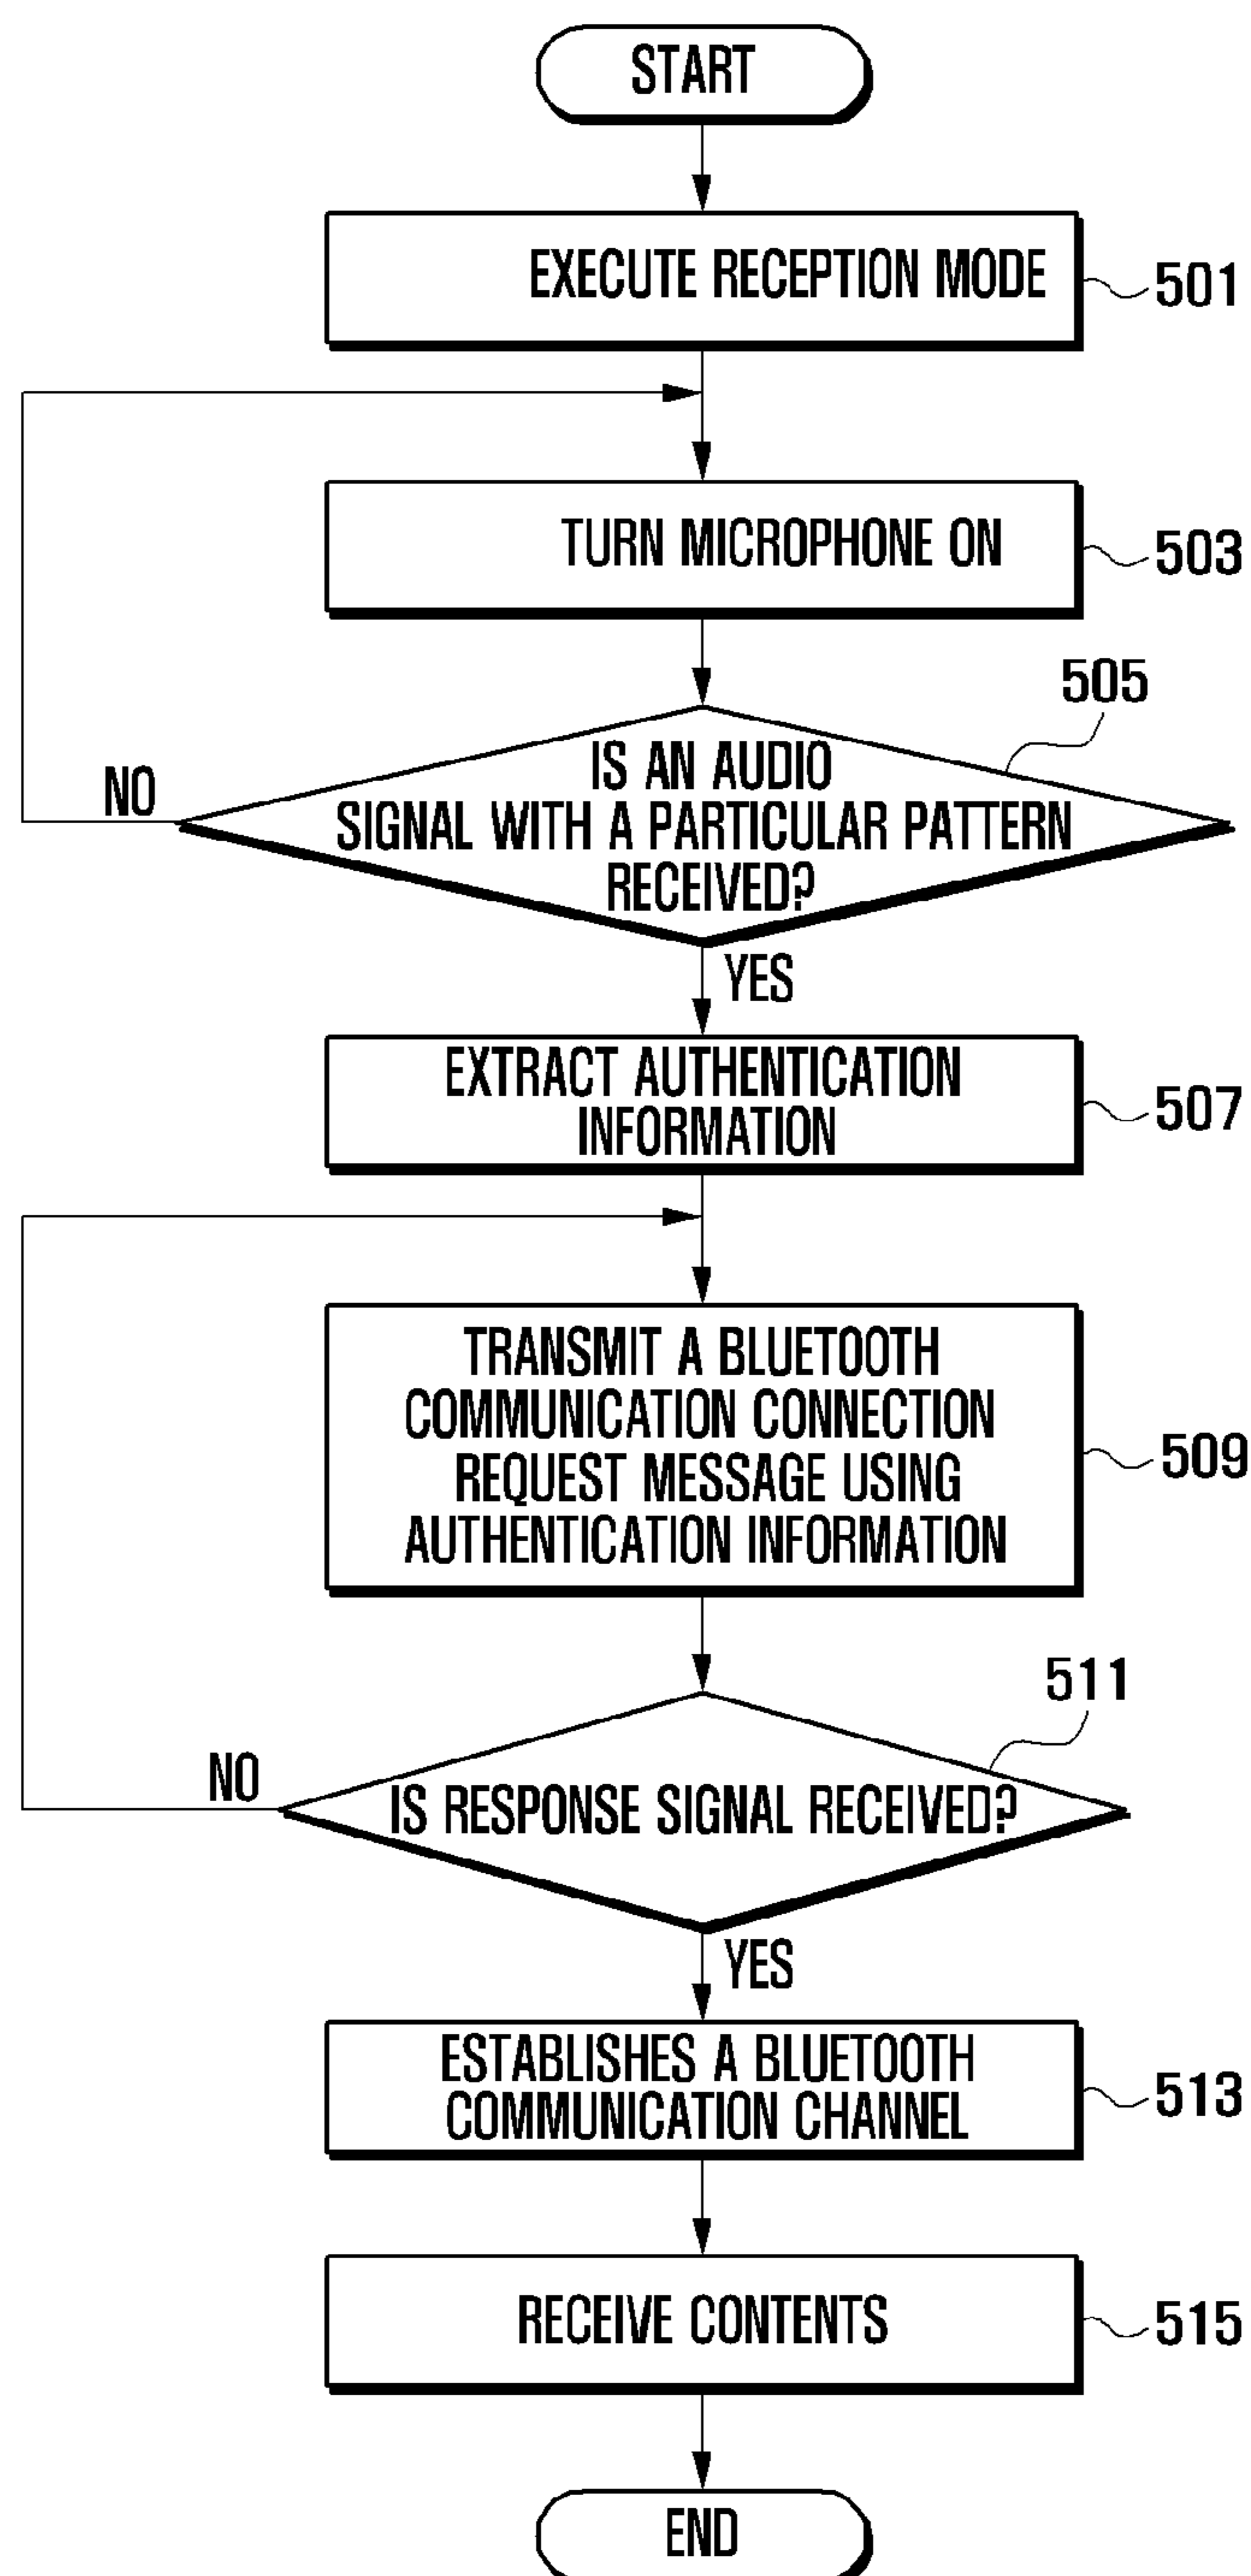 START
EXECUTE RECEPTION MODE
501
TURN MICROPHONE ON
503
505
IS AN AUDIO
SIGNAL WITH A PARTICULAR PATTERN
RECEIVED?
NO
YES
EXTRACT AUTHENTICATION
INFORMATION
507
TRANSMIT A BLUETOOTH
COMMUNICATION CONNECTION
REQUEST MESSAGE USING
AUTHENTICATION INFORMATION
509
511
IS RESPONSE SIGNAL RECEIVED?
NO
YES
ESTABLISHES A BLUETOOTH
COMMUNICATION CHANNEL
513
RECEIVE CONTENTS
515
END